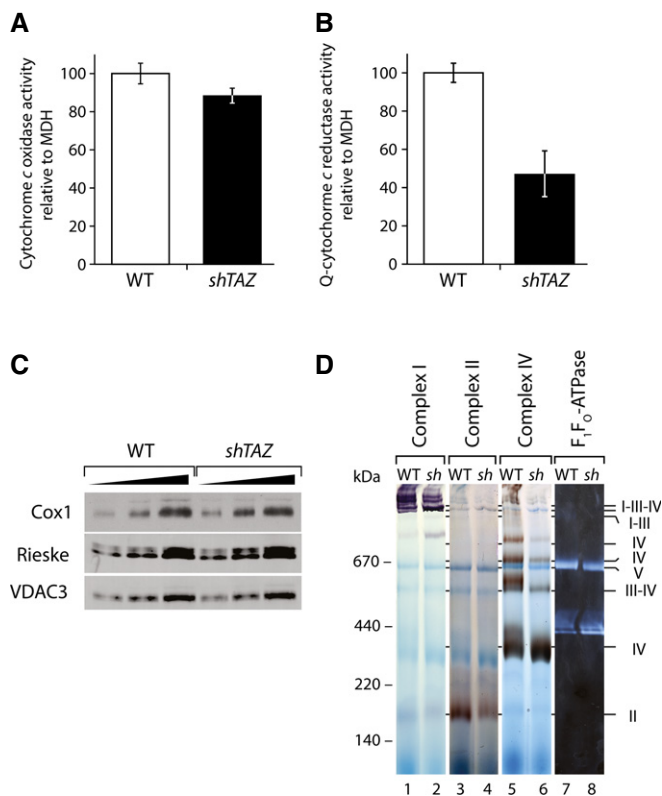 A
Cytochrome c oxidase activity
relative to MDH
100
80
60
40
20
0
WT
shTAZ
B
Q-cytochorme c reductase activity
relative to MDH
100
80
60
40
20
0
WT
shTAZ
C
WT
shTAZ
Cox1
Rieske
VDAC3
D
Complex I
Complex II
Complex IV
F1FO-ATPase
kDa
WT sh WT sh WT sh WT sh
I-III-IV
I-III
IV
670
IV
V
III-IV
440
IV
220
II
140
1 2 3 4 5 6 7 8